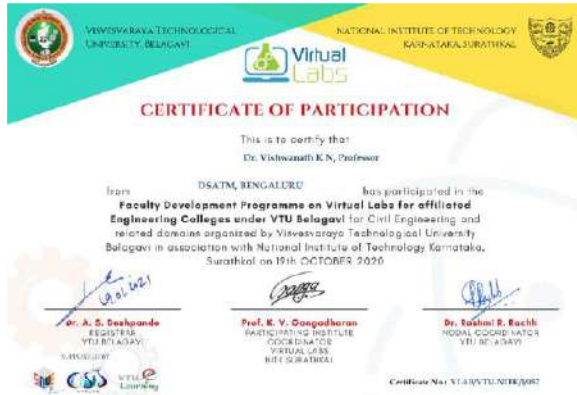 VISVESVARAYA TECHNOLOGICAL
UNIVERSITY, BELAGAVI
NATIONAL INSTITUTE OF TECHNOLOGY
KARNATAKA, SURATHKAL
Virtual
Labs
CERTIFICATE OF PARTICIPATION
This is to certify that
Dr. Vishwanath K N, Professor
from DSATM, BENGALURU has participated in the
Faculty Development Programme on Virtual Labs for affiliated
Engineering Colleges under VTU Belagavi for Civil Engineering and
related domains organized by Visvesvaraya Technological University
Belagavi in association with National Institute of Technology Karnataka,
Surathkal on 19th OCTOBER 2020
Dr. A. S. Deshpande
REGISTRAR
VTU BELAGAVI
Prof. K. V. Gangadharan
PARTICIPATING INSTITUTE
COORDINATOR
VIRTUAL LABS
NITK SURATHKAL
Dr. Rashmi R. Rachh
NODAL COORDINATOR
VTU BELAGAVI
VTU
Learning
Certificate No :